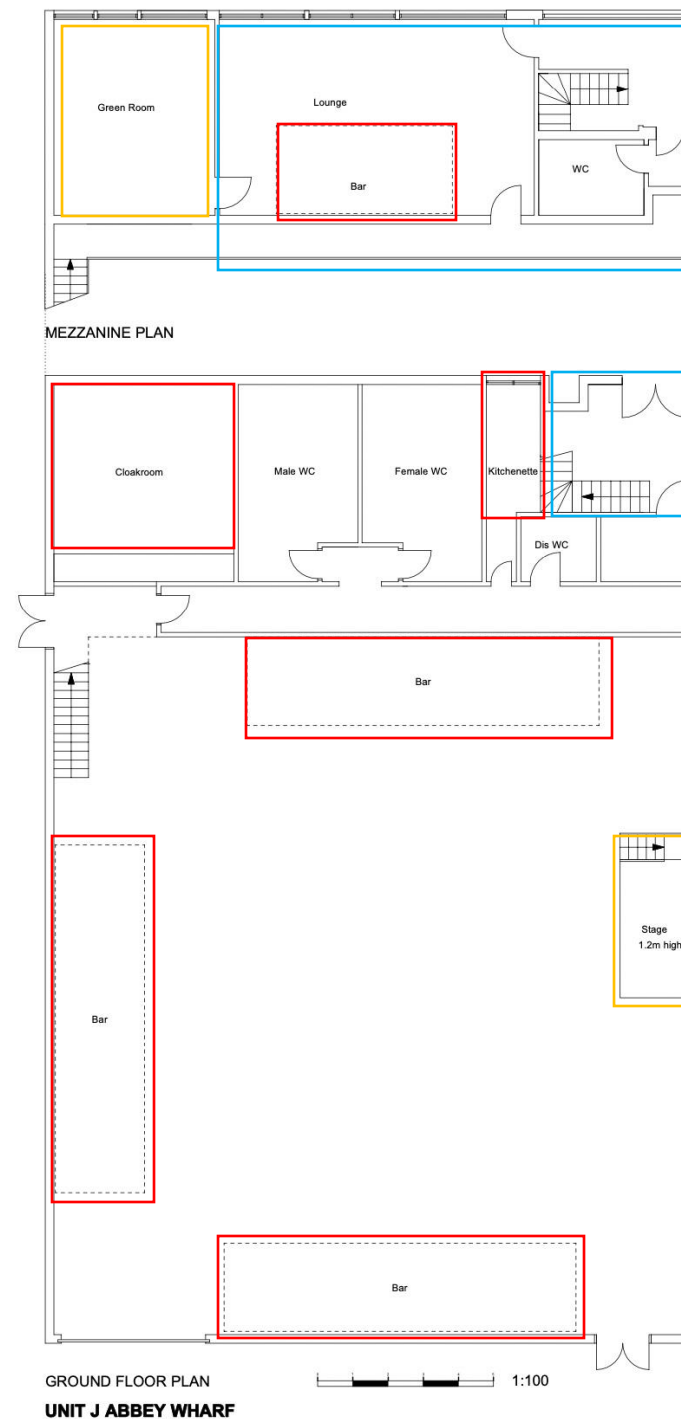 Green Room
Lounge
Bar
WC
MEZZANINE PLAN
Cloakroom
Male WC
Female WC
Kitchenette
Dis WC
Bar
Stage
1.2m high
Bar
Bar
GROUND FLOOR PLAN
1:100
UNIT J ABBEY WHARF